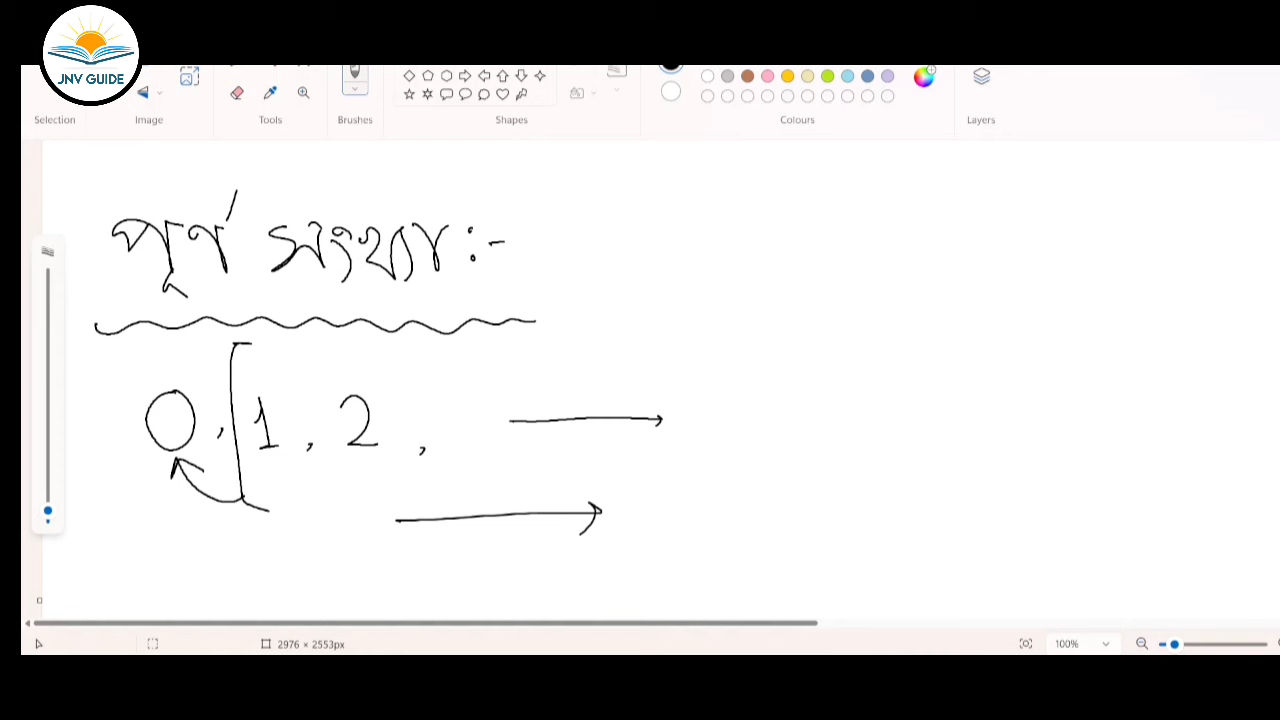 JNV GUIDE
Selection Image Tools Brushes Shapes Colours Layers
পূৰ্ণ সংখ্যাৰ :-
0, 1, 2,
2976 × 2553px 100%